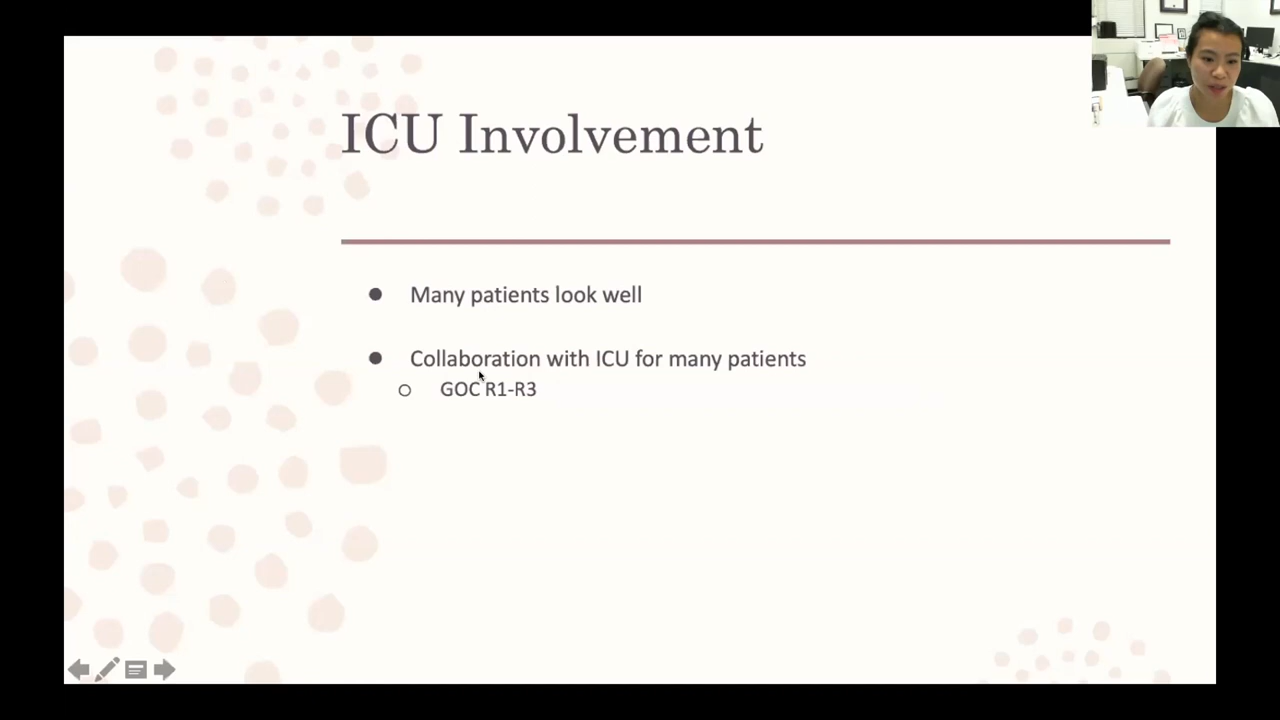 ICU Involvement
Many patients look well
Collaboration with ICU for many patients
GOC R1-R3